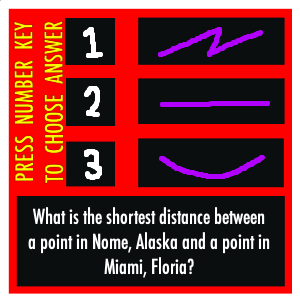 PRESS NUMBER KEY
TO CHOOSE ANSWER
1
2
3
What is the shortest distance between
a point in Nome, Alaska and a point in
Miami, Floria?